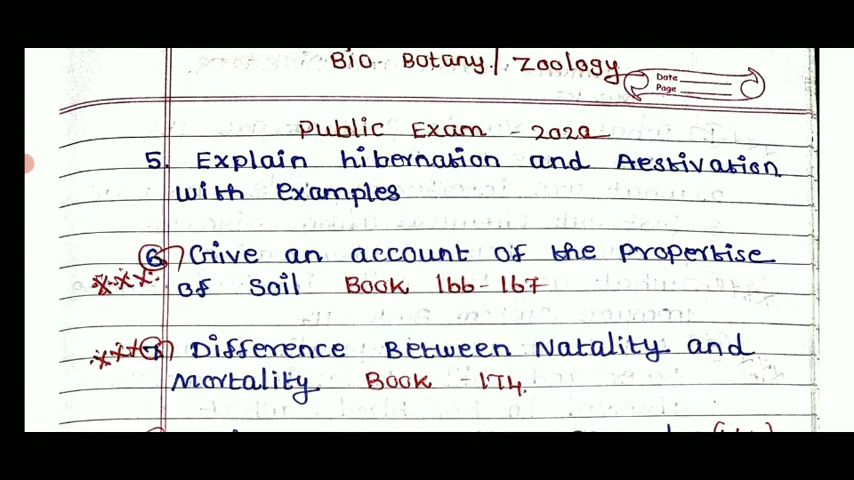 Bio Botany / Zoology
Date
Page
Public Exam - 2020
5. Explain hibernation and Aestivation
with examples
6) Give an account of the propertise
of soil Book 166-167
7) Difference Between Natality and
Mortality Book - 174.